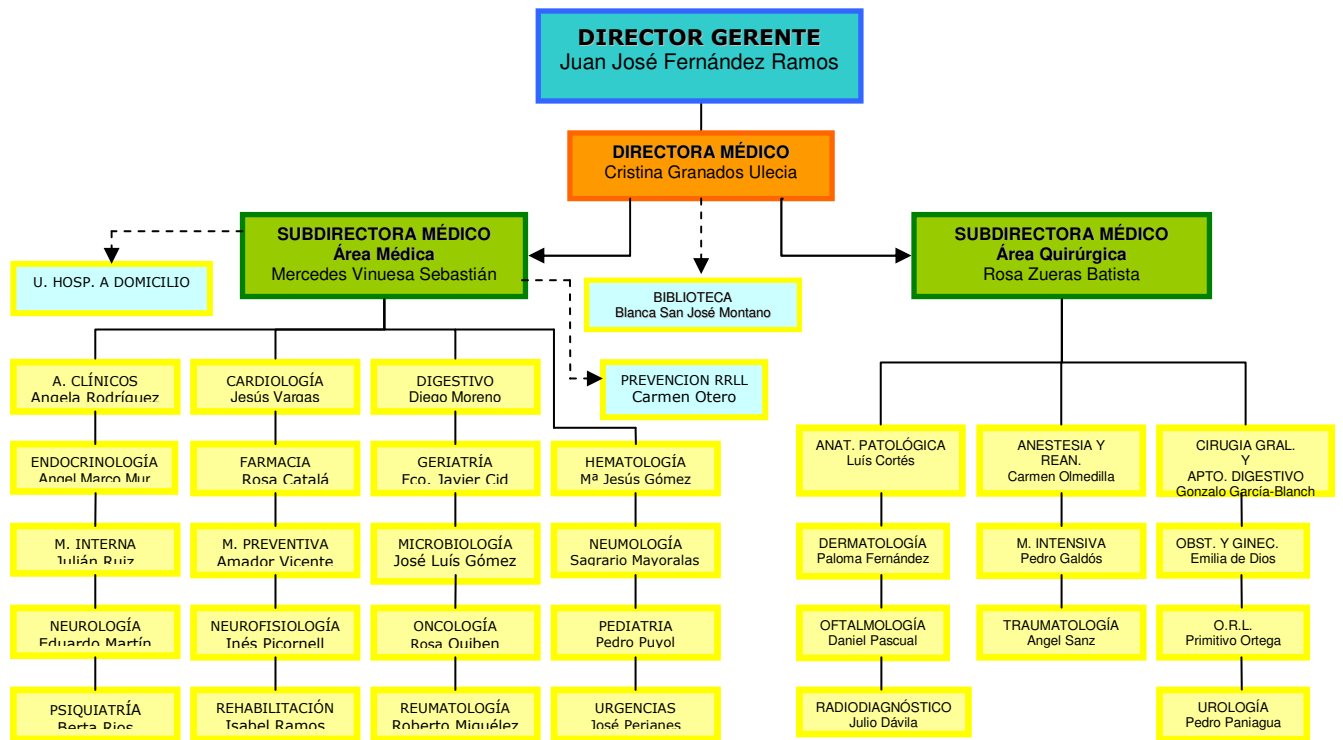 DIRECTOR GERENTE
Juan José Fernández Ramos
DIRECTORA MÉDICO
Cristina Granados Ulecia
SUBDIRECTORA MÉDICO
Área Médica
Mercedes Vinuesa Sebastián
SUBDIRECTORA MÉDICO
Área Quirúrgica
Rosa Zueras Batista
U. HOSP. A DOMICILIO
BIBLIOTECA
Blanca San José Montano
PREVENCION RRLL
Carmen Otero
A. CLÍNICOS
Angela Rodríguez
CARDIOLOGÍA
Jesús Vargas
DIGESTIVO
Diego Moreno
ENDOCRINOLOGÍA
Angel Marco Mur
FARMACIA
Rosa Catalá
GERIATRÍA
Fco. Javier Cid
HEMATOLOGÍA
Mª Jesús Gómez
M. INTERNA
Julián Ruiz
M. PREVENTIVA
Amador Vicente
MICROBIOLOGÍA
José Luís Gómez
NEUMOLOGÍA
Sagrario Mayoralas
NEUROLOGÍA
Eduardo Martín
NEUROFISIOLOGÍA
Inés Picornell
ONCOLOGÍA
Rosa Quiben
PEDIATRIA
Pedro Puyol
PSIQUIATRÍA
Berta Rios
REHABILITACIÓN
Isabel Ramos
REUMATOLOGÍA
Roberto Miguélez
URGENCIAS
José Perianes
ANAT. PATOLÓGICA
Luís Cortés
ANESTESIA Y
REAN.
Carmen Olmedilla
CIRUGIA GRAL.
Y
APTO. DIGESTIVO
Gonzalo García-Blanch
DERMATOLOGÍA
Paloma Fernández
M. INTENSIVA
Pedro Galdós
OBST. Y GINEC.
Emilia de Dios
OFTALMOLOGÍA
Daniel Pascual
TRAUMATOLOGÍA
Angel Sanz
O.R.L.
Primitivo Ortega
RADIODIAGNÓSTICO
Julio Dávila
UROLOGÍA
Pedro Paniagua